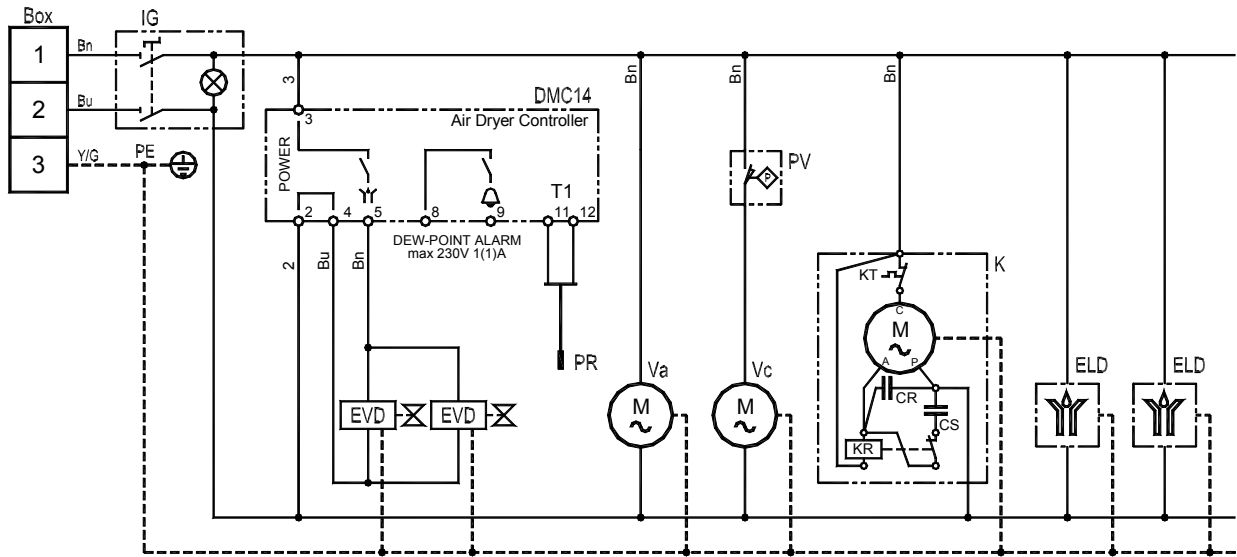 Box
IG
1
Bn
2
Bu
3
Y/G
PE
3
DMC14
3
Air Dryer Controller
POWER
T1
2
4
5
8
9
11
12
DEW-POINT ALARM
max 230V 1(1)A
2
Bu
Bn
PR
EVD
EVD
Bn
Va
M
Bn
PV
P
Vc
M
Bn
K
KT
C
M
A
P
CR
CS
KR
ELD
ELD